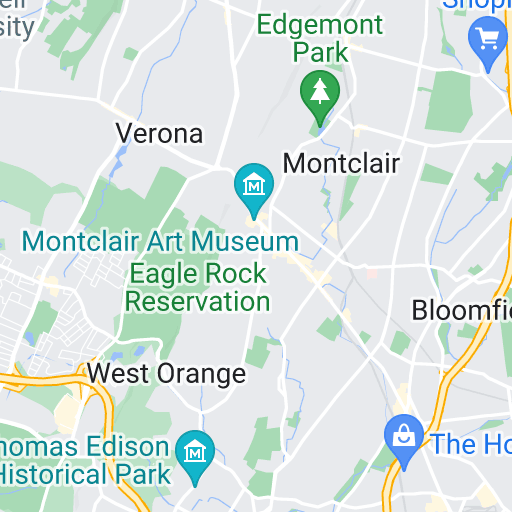 ell
sity
Edgemont
Park
Shopr
Verona
Montclair
Montclair Art Museum
Eagle Rock
Reservation
Bloomfie
West Orange
homas Edison
Historical Park
The Ho